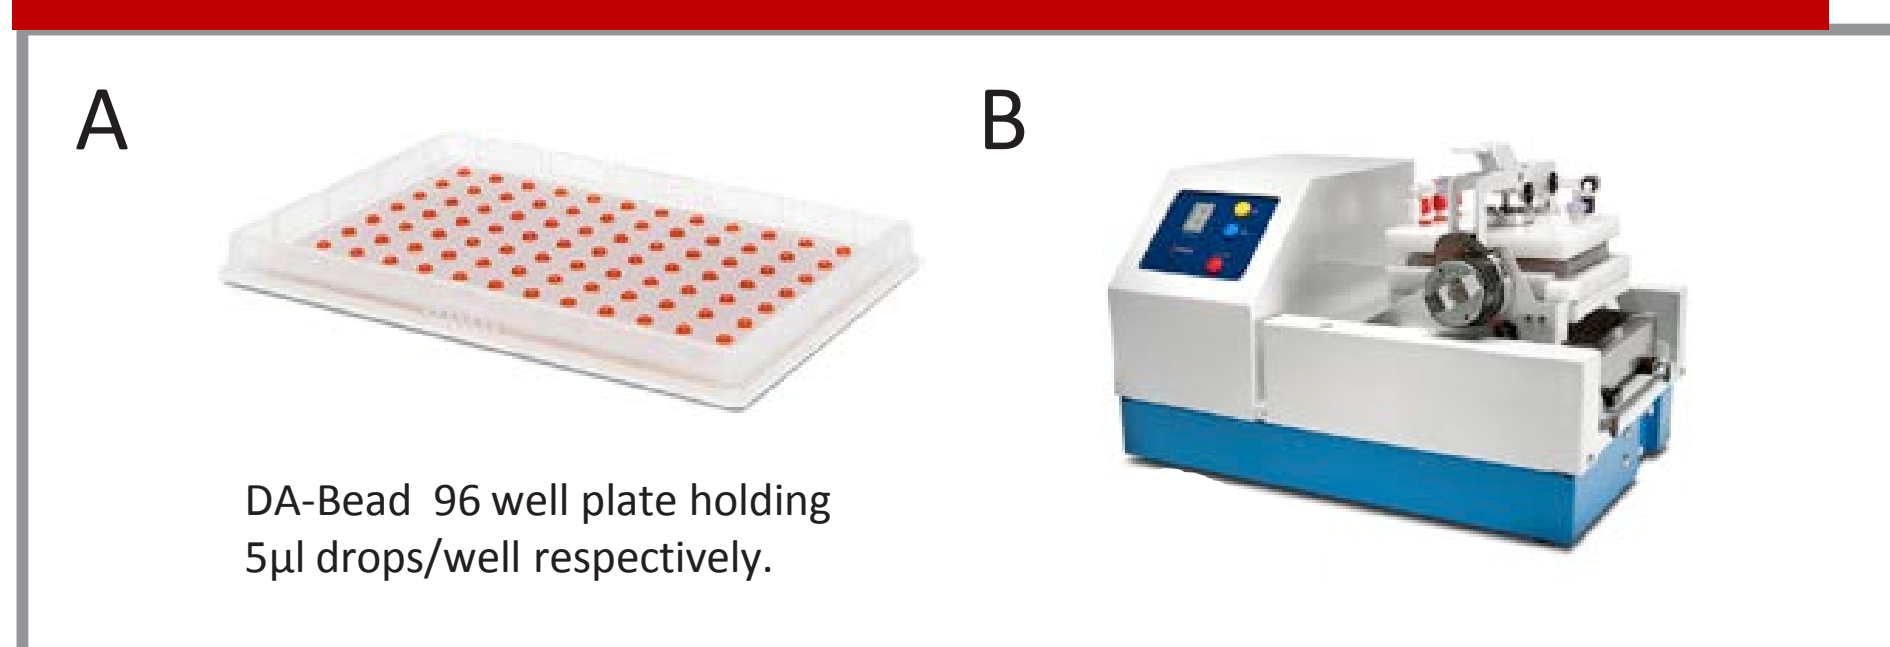 A
B
DA-Bead 96 well plate holding
5µl drops/well respectively.